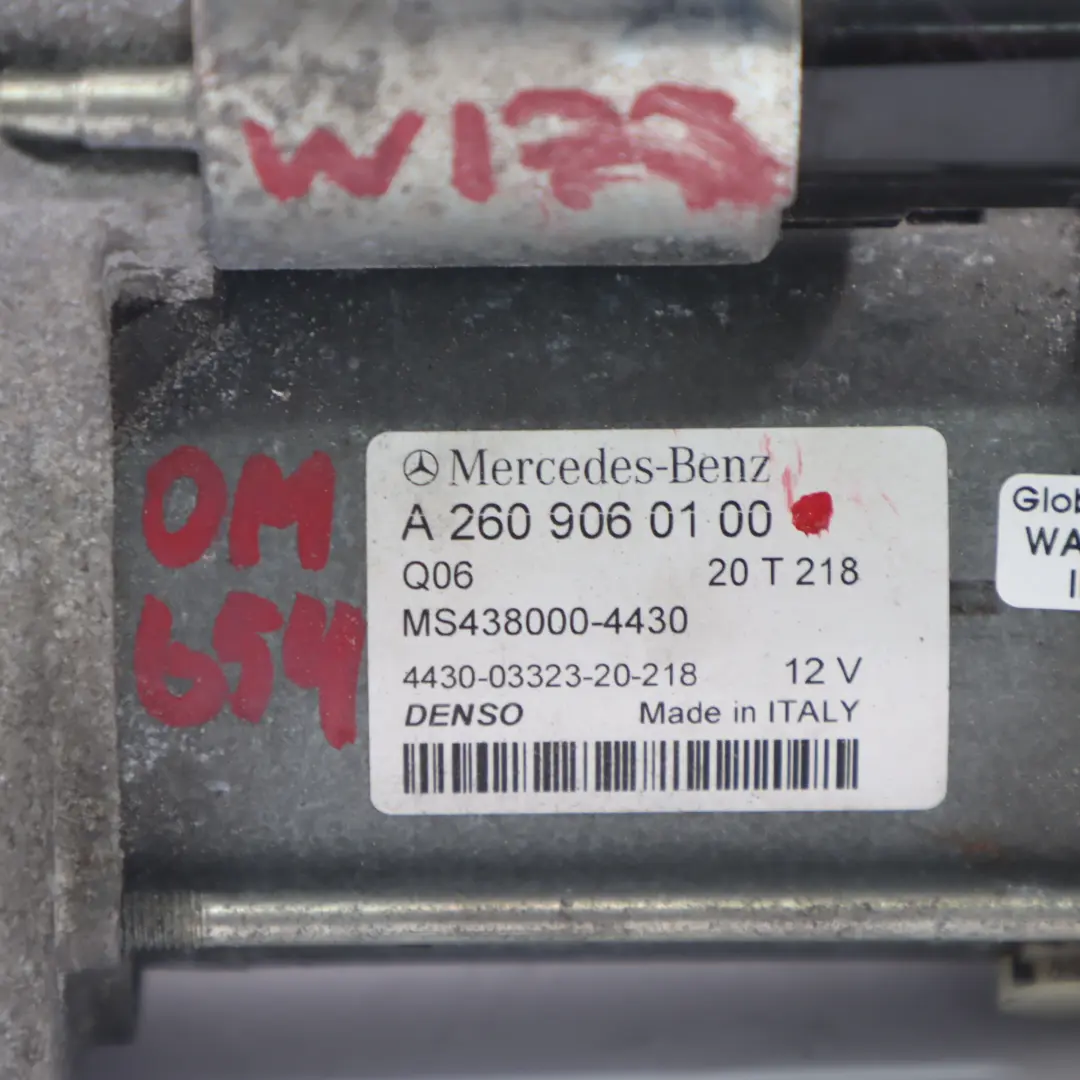 W177
Mercedes-Benz
A 260 906 01 00
Q06 20 T 218
MS438000-4430
4430-03323-20-218 12 V
DENSO Made in ITALY
OM
654
Glob
WA